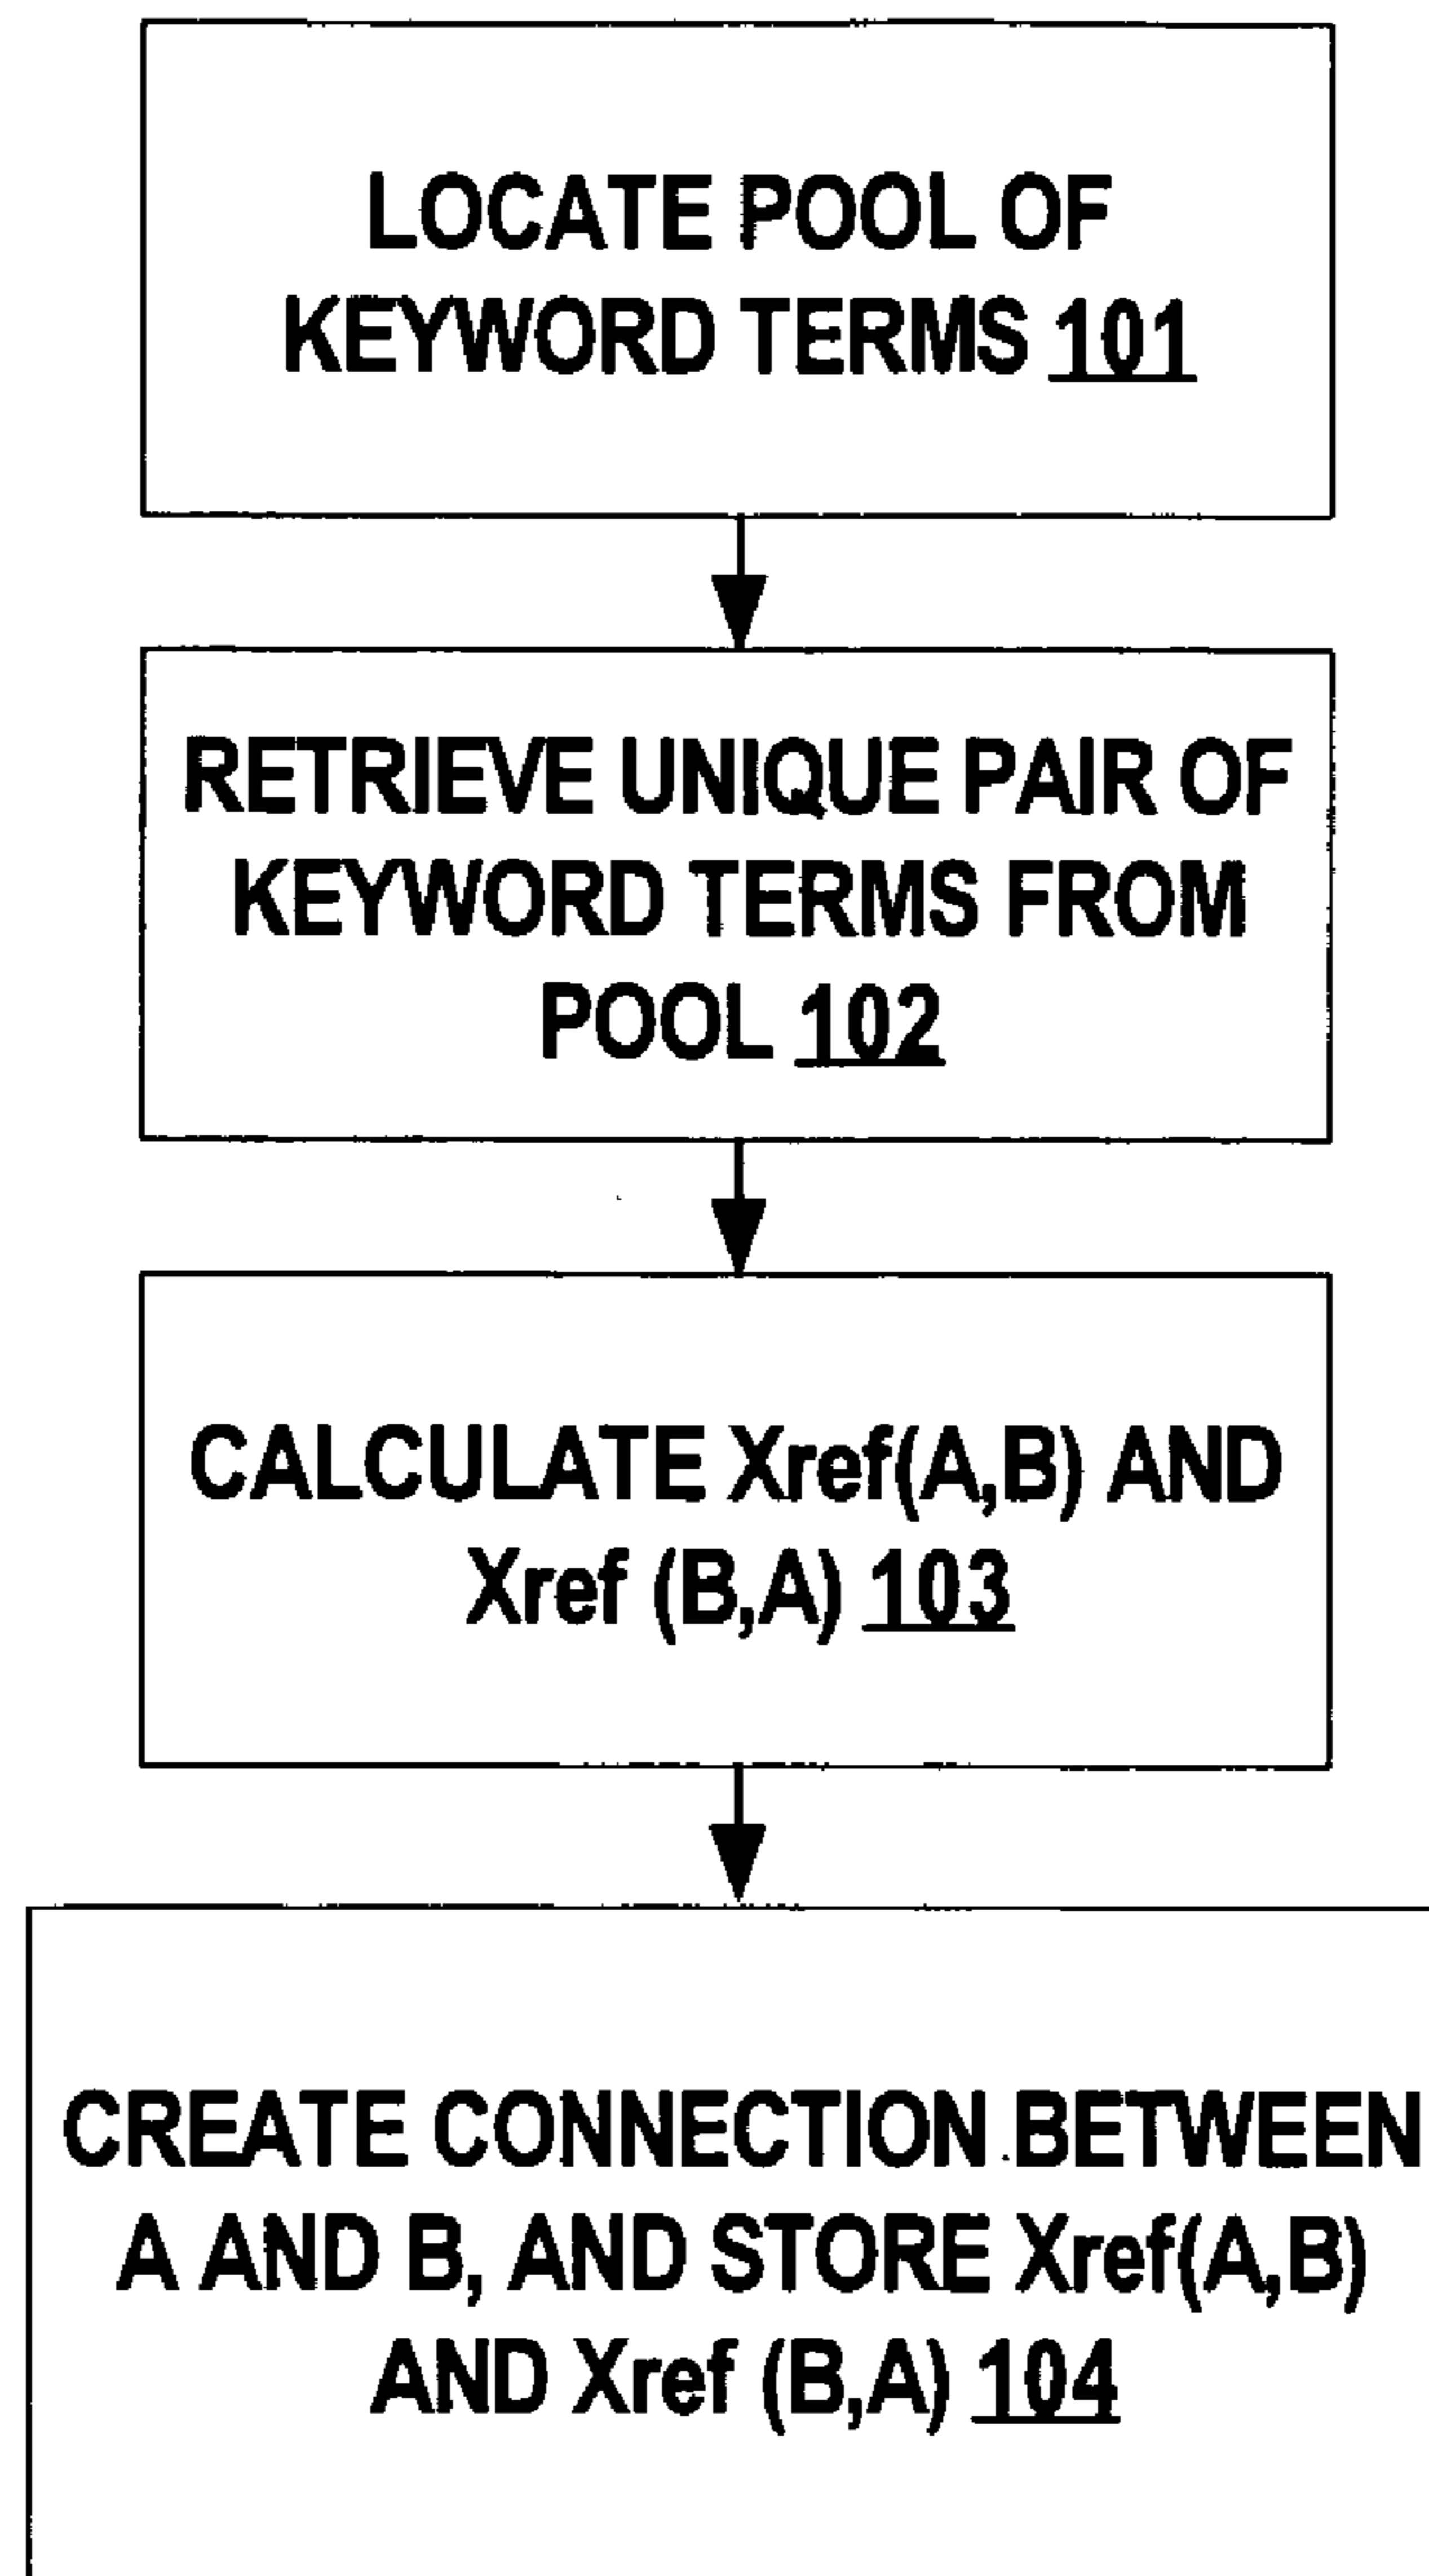 LOCATE POOL OF
KEYWORD TERMS 101
RETRIEVE UNIQUE PAIR OF
KEYWORD TERMS FROM
POOL 102
CALCULATE Xref(A,B) AND
Xref (B,A) 103
CREATE CONNECTION BETWEEN
A AND B, AND STORE Xref(A,B)
AND Xref (B,A) 104